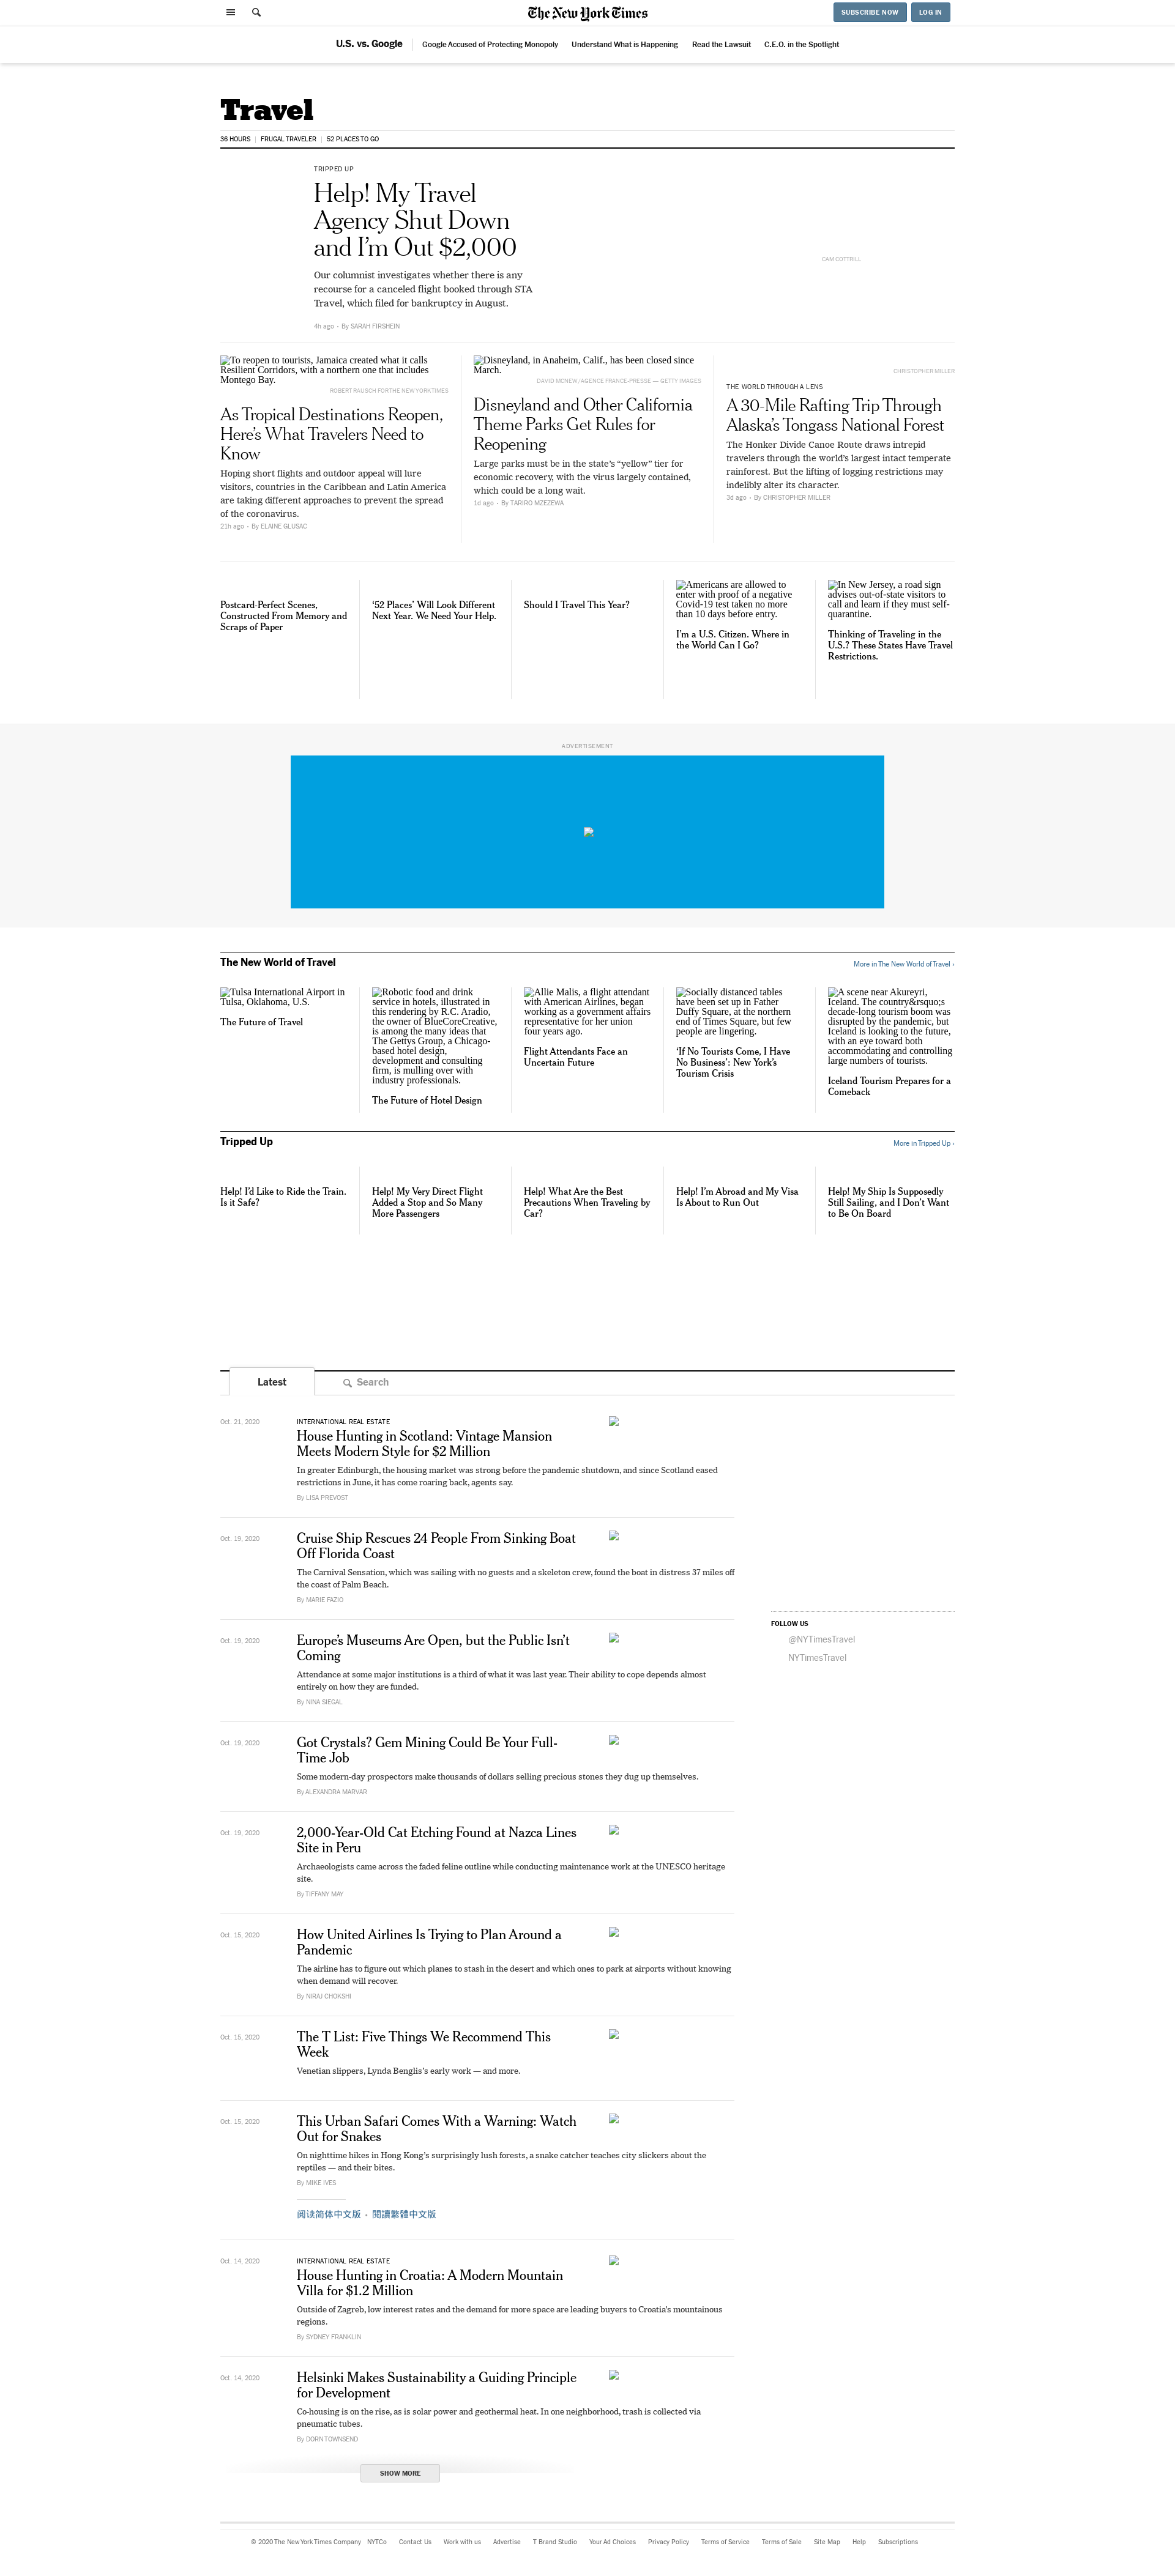 The New York Times
SUBSCRIBE NOW
LOG IN
U.S. vs. Google
Google Accused of Protecting Monopoly
Understand What is Happening
Read the Lawsuit
C.E.O. in the Spotlight
Travel
36 HOURS
FRUGAL TRAVELER
52 PLACES TO GO
TRIPPED UP
Help! My Travel
Agency Shut Down
and I’m Out $2,000
Our columnist investigates whether there is any
recourse for a canceled flight booked through STA
Travel, which filed for bankruptcy in August.
4h ago • By SARAH FIRSHEIN
CAM COTTRILL
To reopen to tourists, Jamaica created what it calls
Resilient Corridors, with a northern one that includes
Montego Bay.
ROBERT RAUSCH FOR THE NEW YORK TIMES
As Tropical Destinations Reopen,
Here’s What Travelers Need to
Know
Hoping short flights and outdoor appeal will lure
visitors, countries in the Caribbean and Latin America
are taking different approaches to prevent the spread
of the coronavirus.
21h ago • By ELAINE GLUSAC
Disneyland, in Anaheim, Calif., has been closed since
March.
DAVID MCNEW/AGENCE FRANCE-PRESSE — GETTY IMAGES
Disneyland and Other California
Theme Parks Get Rules for
Reopening
Large parks must be in the state’s “yellow” tier for
economic recovery, with the virus largely contained,
which could be a long wait.
1d ago • By TARIRO MZEZEWA
CHRISTOPHER MILLER
THE WORLD THROUGH A LENS
A 30-Mile Rafting Trip Through
Alaska’s Tongass National Forest
The Honker Divide Canoe Route draws intrepid
travelers through the world’s largest intact temperate
rainforest. But the lifting of logging restrictions may
indelibly alter its character.
3d ago • By CHRISTOPHER MILLER
Postcard-Perfect Scenes,
Constructed From Memory and
Scraps of Paper
‘52 Places’ Will Look Different
Next Year. We Need Your Help.
Should I Travel This Year?
Americans are allowed to
enter with proof of a negative
Covid-19 test taken no more
than 10 days before entry.
I’m a U.S. Citizen. Where in
the World Can I Go?
In New Jersey, a road sign
advises out-of-state visitors to
call and learn if they must self-
quarantine.
Thinking of Traveling in the
U.S.? These States Have Travel
Restrictions.
ADVERTISEMENT
The New World of Travel
More in The New World of Travel ›
Tulsa International Airport in
Tulsa, Oklahoma, U.S.
The Future of Travel
Robotic food and drink
service in hotels, illustrated in
this rendering by R.C. Aradio,
the owner of BlueCoreCreative,
is among the many ideas that
The Gettys Group, a Chicago-
based hotel design,
development and consulting
firm, is mulling over with
industry professionals.
The Future of Hotel Design
Allie Malis, a flight attendant
with American Airlines, began
working as a government affairs
representative for her union
four years ago.
Flight Attendants Face an
Uncertain Future
Socially distanced tables
have been set up in Father
Duffy Square, at the northern
end of Times Square, but few
people are lingering.
‘If No Tourists Come, I Have
No Business’: New York’s
Tourism Crisis
A scene near Akureyri,
Iceland. The country&rsquo;s
decade-long tourism boom was
disrupted by the pandemic, but
Iceland is looking to the future,
with an eye toward both
accommodating and controlling
large numbers of tourists.
Iceland Tourism Prepares for a
Comeback
Tripped Up
More in Tripped Up ›
Help! I’d Like to Ride the Train.
Is it Safe?
Help! My Very Direct Flight
Added a Stop and So Many
More Passengers
Help! What Are the Best
Precautions When Traveling by
Car?
Help! I’m Abroad and My Visa
Is About to Run Out
Help! My Ship Is Supposedly
Still Sailing, and I Don’t Want
to Be On Board
Latest
Search
Oct. 21, 2020
INTERNATIONAL REAL ESTATE
House Hunting in Scotland: Vintage Mansion
Meets Modern Style for $2 Million
In greater Edinburgh, the housing market was strong before the pandemic shutdown, and since Scotland eased
restrictions in June, it has come roaring back, agents say.
By LISA PREVOST
Oct. 19, 2020
Cruise Ship Rescues 24 People From Sinking Boat
Off Florida Coast
The Carnival Sensation, which was sailing with no guests and a skeleton crew, found the boat in distress 37 miles off
the coast of Palm Beach.
By MARIE FAZIO
FOLLOW US
@NYTimesTravel
NYTimesTravel
Oct. 19, 2020
Europe’s Museums Are Open, but the Public Isn’t
Coming
Attendance at some major institutions is a third of what it was last year. Their ability to cope depends almost
entirely on how they are funded.
By NINA SIEGAL
Oct. 19, 2020
Got Crystals? Gem Mining Could Be Your Full-
Time Job
Some modern-day prospectors make thousands of dollars selling precious stones they dug up themselves.
By ALEXANDRA MARVAR
Oct. 19, 2020
2,000-Year-Old Cat Etching Found at Nazca Lines
Site in Peru
Archaeologists came across the faded feline outline while conducting maintenance work at the UNESCO heritage
site.
By TIFFANY MAY
Oct. 15, 2020
How United Airlines Is Trying to Plan Around a
Pandemic
The airline has to figure out which planes to stash in the desert and which ones to park at airports without knowing
when demand will recover.
By NIRAJ CHOKSHI
Oct. 15, 2020
The T List: Five Things We Recommend This
Week
Venetian slippers, Lynda Benglis’s early work — and more.
Oct. 15, 2020
This Urban Safari Comes With a Warning: Watch
Out for Snakes
On nighttime hikes in Hong Kong’s surprisingly lush forests, a snake catcher teaches city slickers about the
reptiles — and their bites.
By MIKE IVES
阅读简体中文版 • 閱讀繁體中文版
Oct. 14, 2020
INTERNATIONAL REAL ESTATE
House Hunting in Croatia: A Modern Mountain
Villa for $1.2 Million
Outside of Zagreb, low interest rates and the demand for more space are leading buyers to Croatia’s mountainous
regions.
By SYDNEY FRANKLIN
Oct. 14, 2020
Helsinki Makes Sustainability a Guiding Principle
for Development
Co-housing is on the rise, as is solar power and geothermal heat. In one neighborhood, trash is collected via
pneumatic tubes.
By DORN TOWNSEND
SHOW MORE
© 2020 The New York Times Company
NYTCo
Contact Us
Work with us
Advertise
T Brand Studio
Your Ad Choices
Privacy Policy
Terms of Service
Terms of Sale
Site Map
Help
Subscriptions